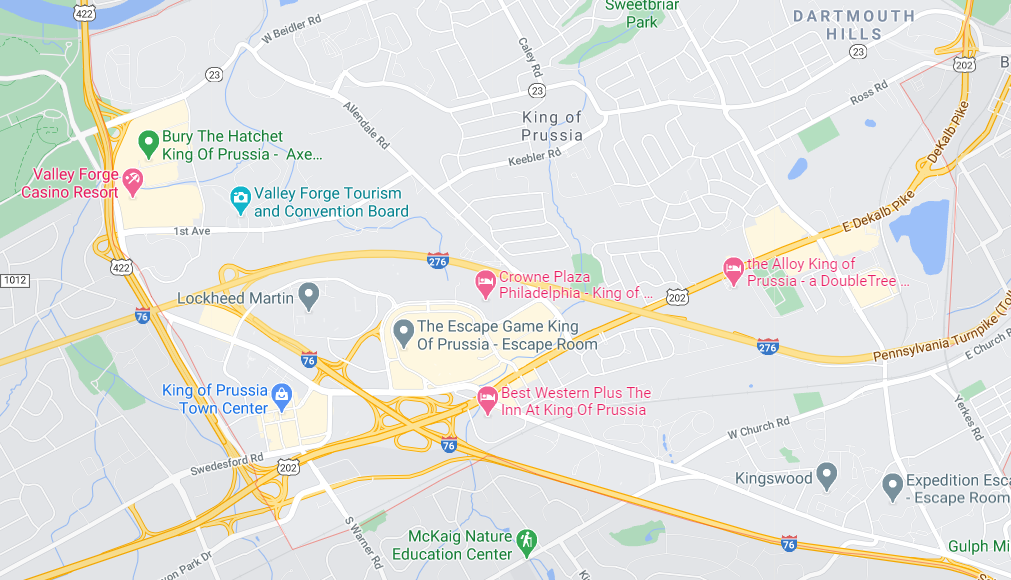 422
W Beidler Rd
23
Caley Rd
Sweetbriar
Park
DARTMOUTH
HILLS
23
202
B
23
Ross Rd
23
King of
Prussia
Allendale Rd
Keebler Rd
DeKalb Pike
Bury The Hatchet
King Of Prussia - Axe...
Valley Forge
Casino Resort
Valley Forge Tourism
and Convention Board
1st Ave
E Dekalb Pike
422
276
1012
Crowne Plaza
Philadelphia - King of ...
the Alloy King of
Prussia - a DoubleTree ...
202
Lockheed Martin
76
The Escape Game King
Of Prussia - Escape Room
276
Pennsylvania Turnpike (Toll
E Church Rd
76
King of Prussia
Town Center
Best Western Plus The
Inn At King Of Prussia
W Church Rd
Yerkes Rd
76
Swedesford Rd
202
Kingswood
Expedition Esca
- Escape Room
S Warner Rd
McKaig Nature
Education Center
76
Gulph Mi
von Park Dr